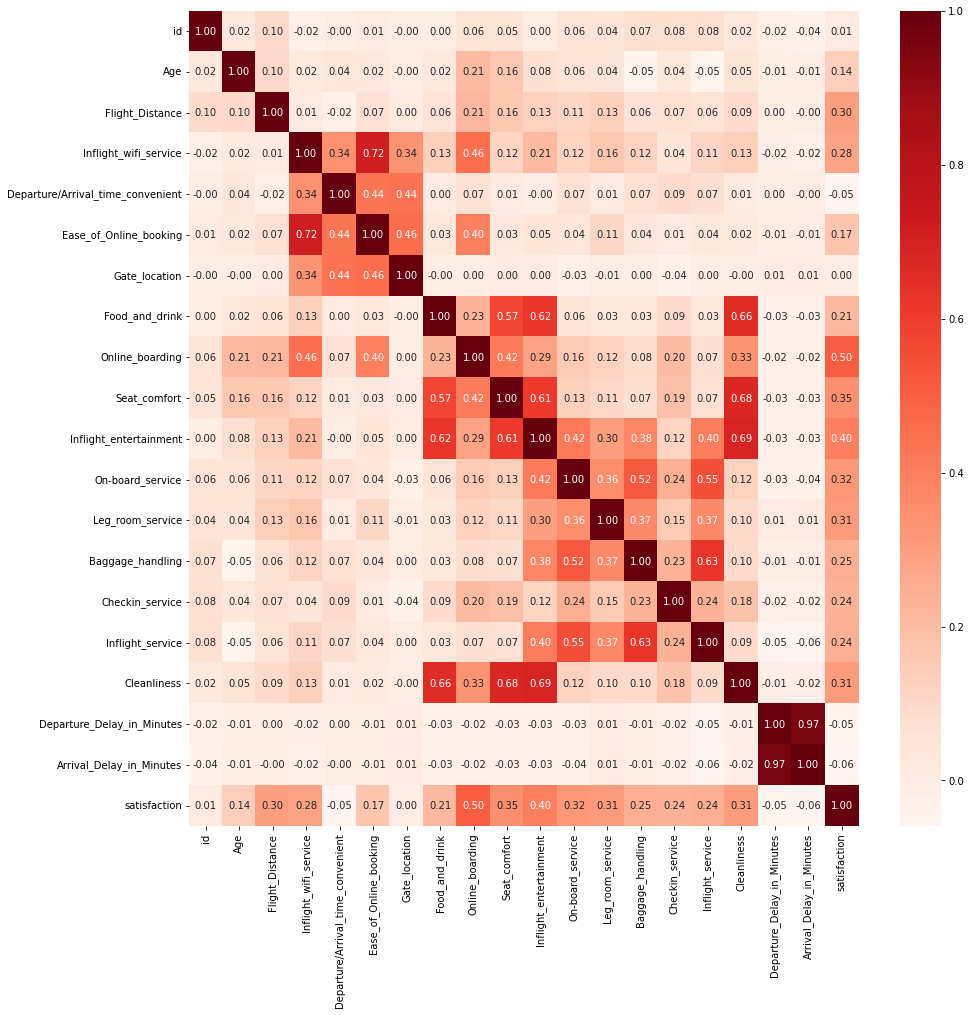 id 1.00 0.02 0.10 -0.02 -0.00 0.01 -0.00 0.00 0.06 0.05 0.00 0.06 0.04 0.07 0.08 0.08 0.02 -0.02 -0.04 0.01
Age 0.02 1.00 0.10 0.02 0.04 0.02 -0.00 0.02 0.21 0.16 0.08 0.06 0.04 -0.05 0.04 -0.05 0.05 -0.01 -0.01 0.14
Flight_Distance 0.10 0.10 1.00 0.01 -0.02 0.07 0.00 0.06 0.21 0.16 0.13 0.11 0.13 0.06 0.07 0.06 0.09 0.00 -0.00 0.30
Inflight_wifi_service -0.02 0.02 0.01 1.00 0.34 0.72 0.34 0.13 0.46 0.12 0.21 0.12 0.16 0.12 0.04 0.11 0.13 -0.02 -0.02 0.28
Departure/Arrival_time_convenient -0.00 0.04 -0.02 0.34 1.00 0.44 0.44 0.00 0.07 0.01 -0.00 0.07 0.01 0.07 0.09 0.07 0.01 0.00 -0.00 -0.05
Ease_of_Online_booking 0.01 0.02 0.07 0.72 0.44 1.00 0.46 0.03 0.40 0.03 0.05 0.04 0.11 0.04 0.01 0.04 0.02 -0.01 -0.01 0.17
Gate_location -0.00 -0.00 0.00 0.34 0.44 0.46 1.00 -0.00 0.00 0.00 0.00 -0.03 -0.01 0.00 -0.04 0.00 -0.00 0.01 0.01 0.00
Food_and_drink 0.00 0.02 0.06 0.13 0.00 0.03 -0.00 1.00 0.23 0.57 0.62 0.06 0.03 0.03 0.09 0.03 0.66 -0.03 -0.03 0.21
Online_boarding 0.06 0.21 0.21 0.46 0.07 0.40 0.00 0.23 1.00 0.42 0.29 0.16 0.12 0.08 0.20 0.07 0.33 -0.02 -0.02 0.50
Seat_comfort 0.05 0.16 0.16 0.12 0.01 0.03 0.00 0.57 0.42 1.00 0.61 0.13 0.11 0.07 0.19 0.07 0.68 -0.03 -0.03 0.35
Inflight_entertainment 0.00 0.08 0.13 0.21 -0.00 0.05 0.00 0.62 0.29 0.61 1.00 0.42 0.30 0.38 0.12 0.40 0.69 -0.03 -0.03 0.40
On-board_service 0.06 0.06 0.11 0.12 0.07 0.04 -0.03 0.06 0.16 0.13 0.42 1.00 0.36 0.52 0.24 0.55 0.12 -0.03 -0.04 0.32
Leg_room_service 0.04 0.04 0.13 0.16 0.01 0.11 -0.01 0.03 0.12 0.11 0.30 0.36 1.00 0.37 0.15 0.37 0.10 0.01 0.01 0.31
Baggage_handling 0.07 -0.05 0.06 0.12 0.07 0.04 0.00 0.03 0.08 0.07 0.38 0.52 0.37 1.00 0.23 0.63 0.10 -0.01 -0.01 0.25
Checkin_service 0.08 0.04 0.07 0.04 0.09 0.01 -0.04 0.09 0.20 0.19 0.12 0.24 0.15 0.23 1.00 0.24 0.18 -0.02 -0.02 0.24
Inflight_service 0.08 -0.05 0.06 0.11 0.07 0.04 0.00 0.03 0.07 0.07 0.40 0.55 0.37 0.63 0.24 1.00 0.09 -0.05 -0.06 0.24
Cleanliness 0.02 0.05 0.09 0.13 0.01 0.02 -0.00 0.66 0.33 0.68 0.69 0.12 0.10 0.10 0.18 0.09 1.00 -0.01 -0.02 0.31
Departure_Delay_in_Minutes -0.02 -0.01 0.00 -0.02 0.00 -0.01 0.01 -0.03 -0.02 -0.03 -0.03 -0.03 0.01 -0.01 -0.02 -0.05 -0.01 1.00 0.97 -0.05
Arrival_Delay_in_Minutes -0.04 -0.01 -0.00 -0.02 -0.00 -0.01 0.01 -0.03 -0.02 -0.03 -0.03 -0.04 0.01 -0.01 -0.02 -0.06 -0.02 0.97 1.00 -0.06
satisfaction 0.01 0.14 0.30 0.28 -0.05 0.17 0.00 0.21 0.50 0.35 0.40 0.32 0.31 0.25 0.24 0.24 0.31 -0.05 -0.06 1.00
id
Age
Flight_Distance
Inflight_wifi_service
Departure/Arrival_time_convenient
Ease_of_Online_booking
Gate_location
Food_and_drink
Online_boarding
Seat_comfort
Inflight_entertainment
On-board_service
Leg_room_service
Baggage_handling
Checkin_service
Inflight_service
Cleanliness
Departure_Delay_in_Minutes
Arrival_Delay_in_Minutes
satisfaction
1.0
0.8
0.6
0.4
0.2
0.0